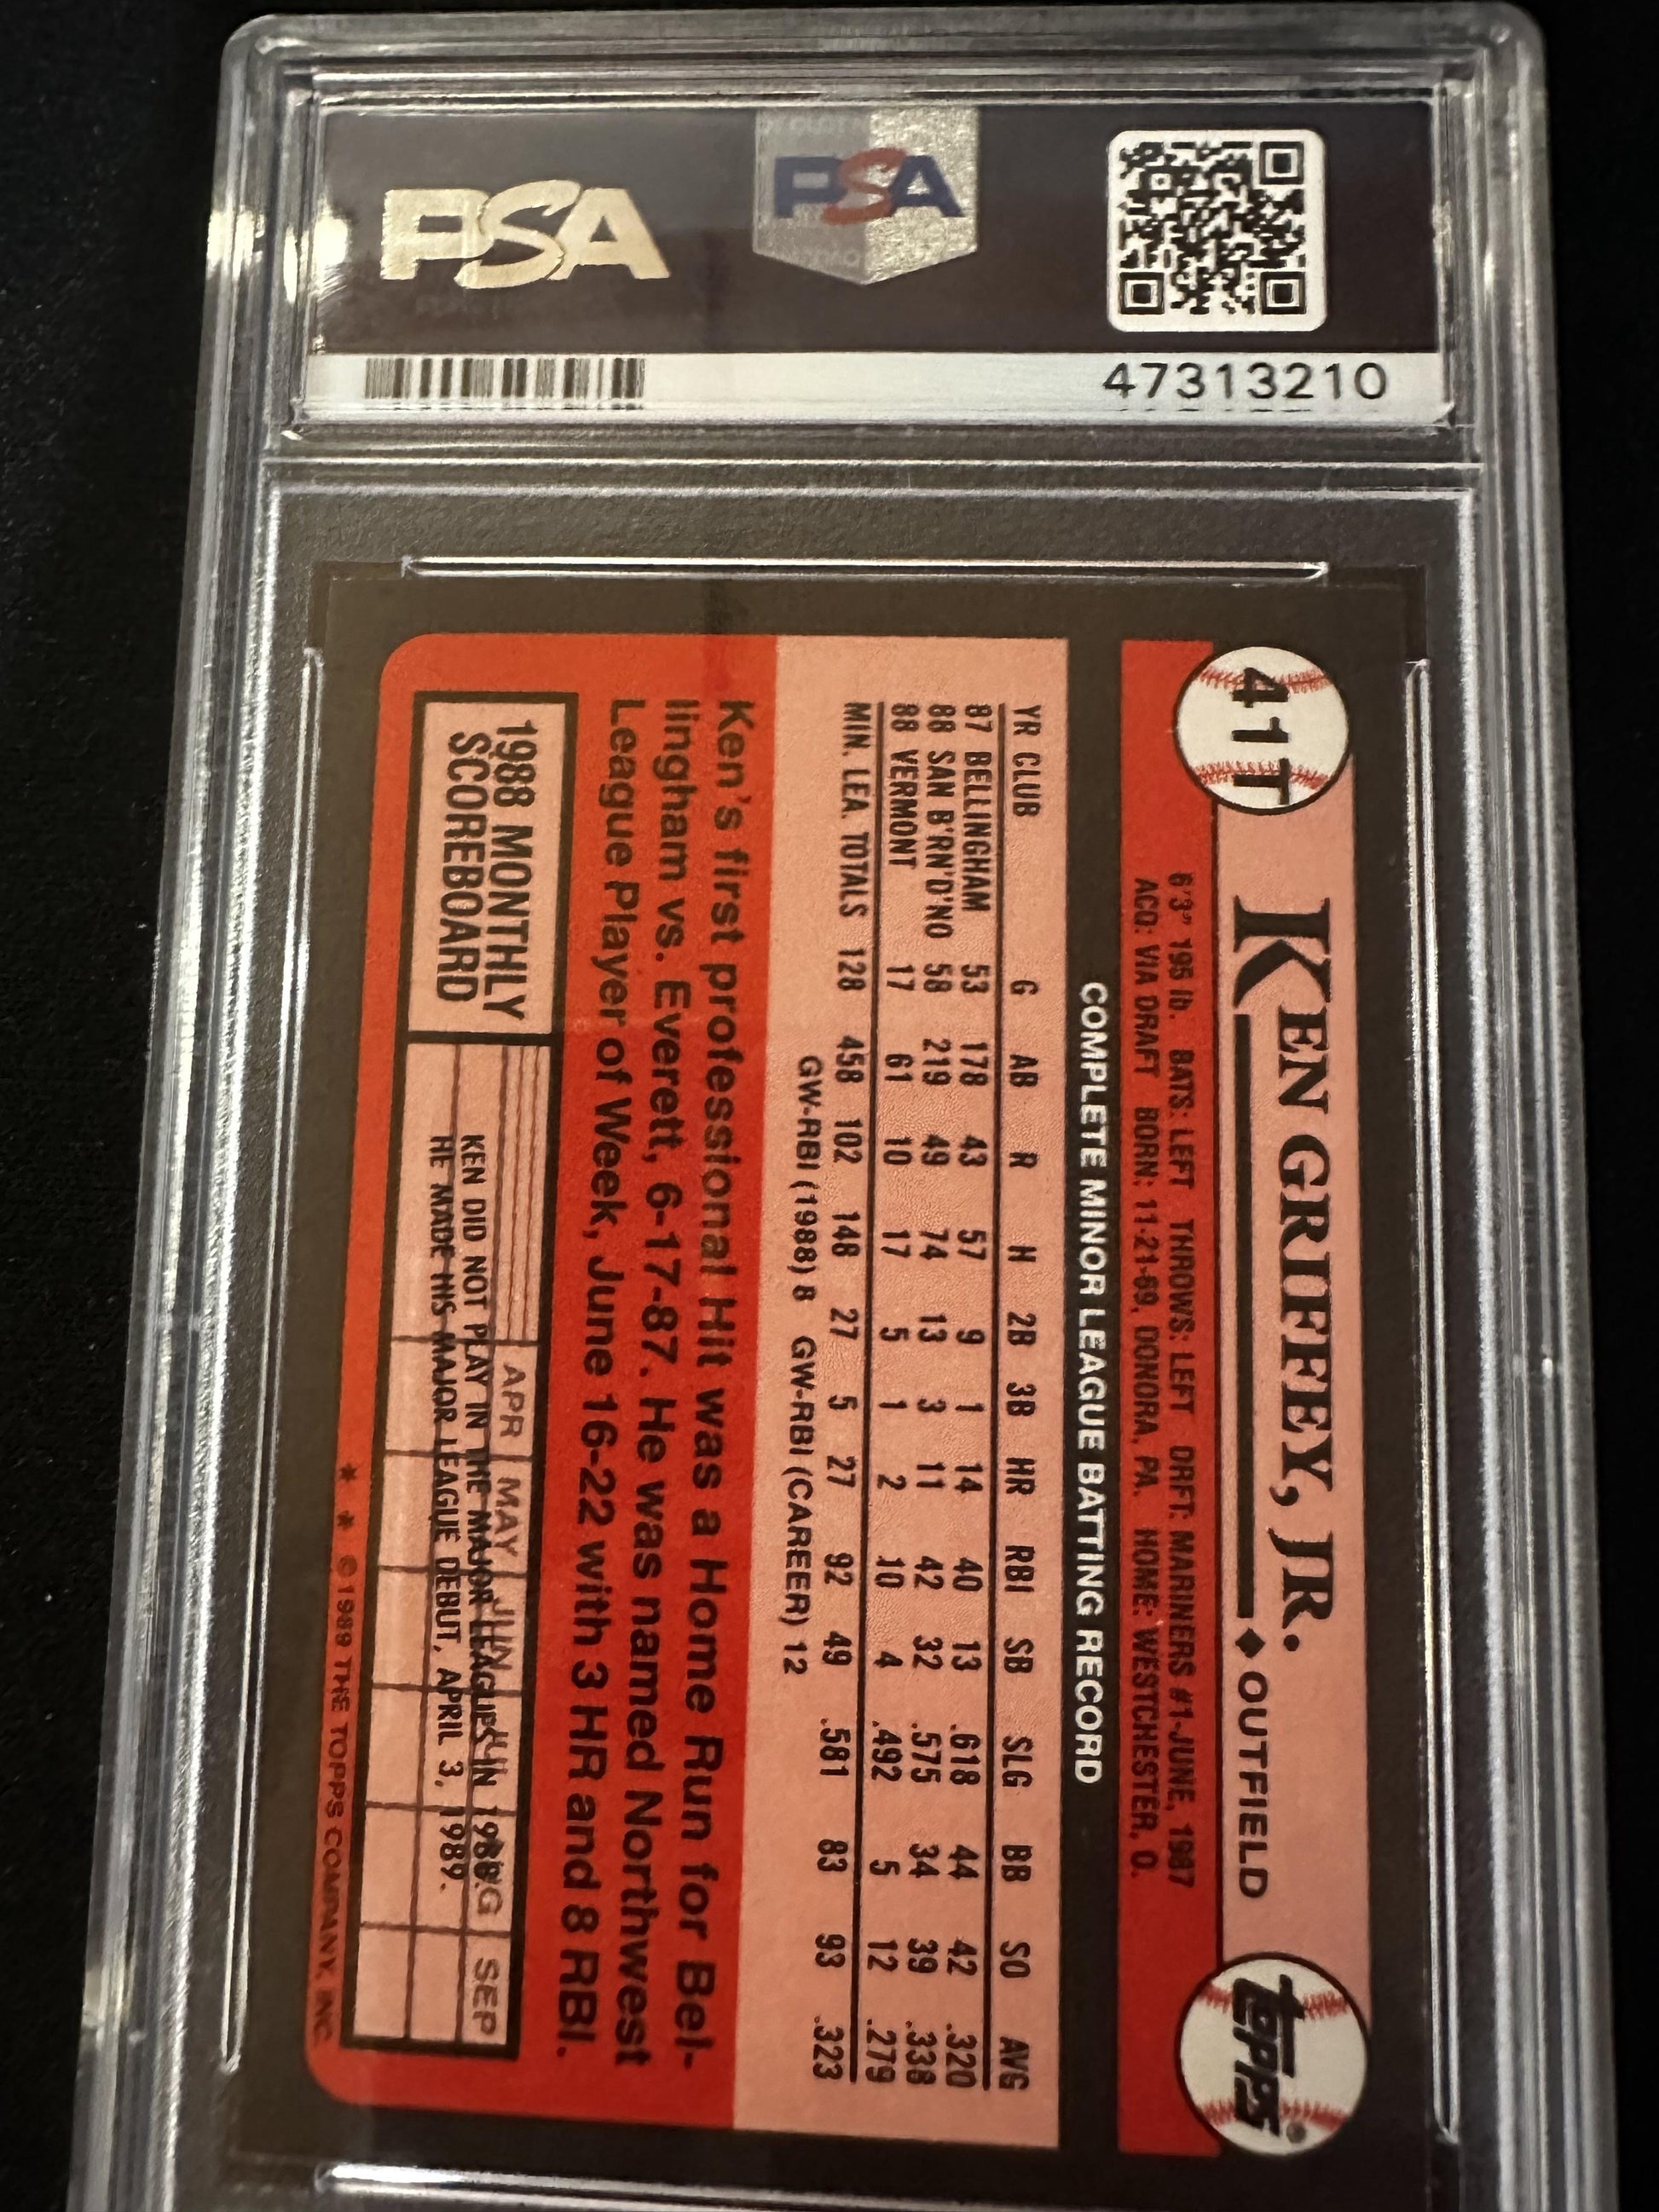 PSA
PSA
47313210
41T
KEN GRIFFEY, JR.
◆OUTFIELD
topps®
6'3" 195 lb. BATS: LEFT THROWS: LEFT DRFT: MARINERS #1-JUNE, 1987
ACQ: VIA DRAFT BORN: 11-21-69, DONORA, PA. HOME: WESTCHESTER, O.
COMPLETE MINOR LEAGUE BATTING RECORD
YR CLUB G AB R H 2B 3B HR RBI SB SLG BB SO AVG
87 BELLINGHAM 53 178 43 57 9 1 14 40 13 .618 44 42 .320
88 SAN B'RN'D'NO 58 219 49 74 13 3 11 42 32 .575 34 39 .338
88 VERMONT 17 61 10 17 5 1 2 10 4 .492 5 12 .279
MIN. LEA. TOTALS 128 458 102 148 27 5 27 92 49 .581 83 93 .323
GW-RBI (1988) 8 GW-RBI (CAREER) 12
Ken's first professional Hit was a Home Run for Bel-
lingham vs. Everett, 6-17-87. He was named Northwest
League Player of Week, June 16-22 with 3 HR and 8 RBI.
1988 MONTHLY
SCOREBOARD
APR MAY JUN JUL AUG SEP
KEN DID NOT PLAY IN THE MAJOR LEAGUES IN 1988.
HE MADE HIS MAJOR LEAGUE DEBUT, APRIL 3, 1989.
* * © 1989 THE TOPPS COMPANY, INC.